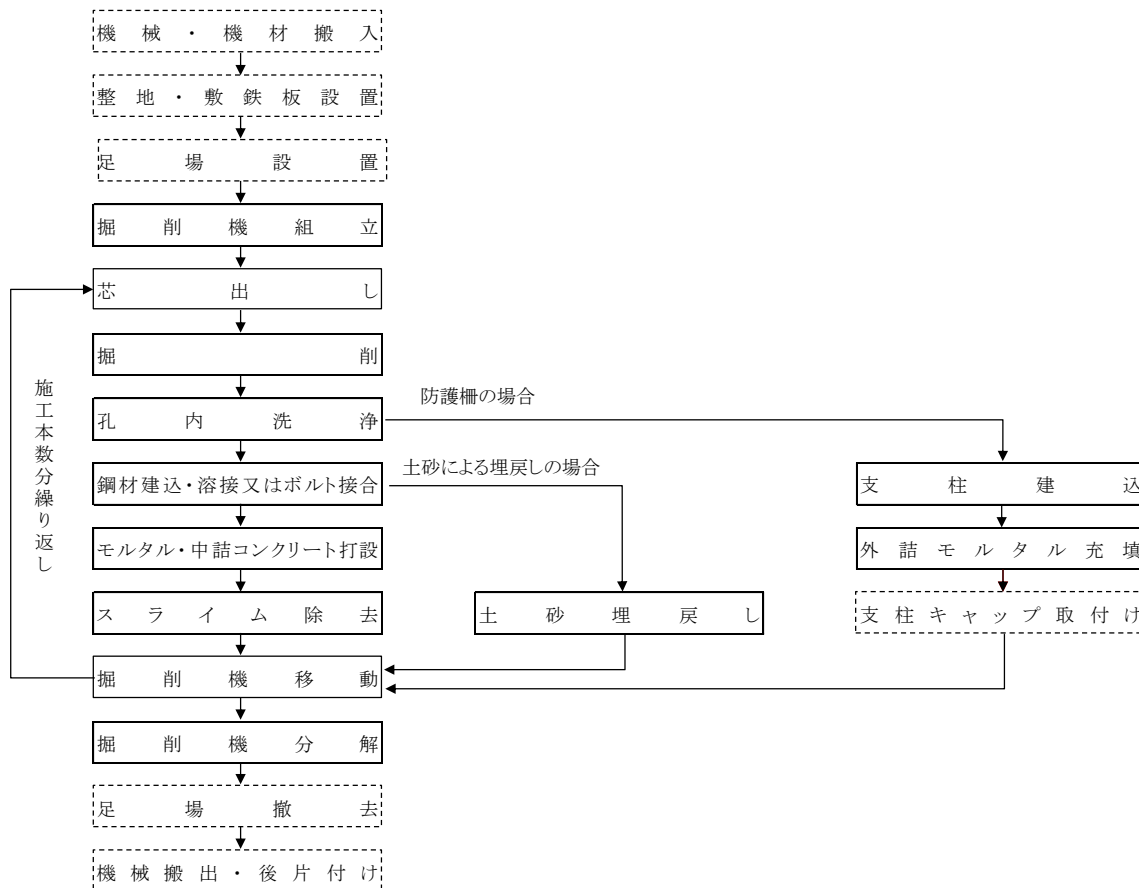 機械・機材搬入
整地・敷鉄板設置
足場設置
掘削機組立
芯出し
掘削
防護柵の場合
孔内洗浄
土砂による埋戻しの場合
鋼材建込・溶接又はボルト接合
支柱建込
モルタル・中詰コンクリート打設
外詰モルタル充填
スライム除去
土砂埋戻し
支柱キャップ取付け
掘削機移動
施工本数分繰り返し
掘削機分解
足場撤去
機械搬出・後片付け